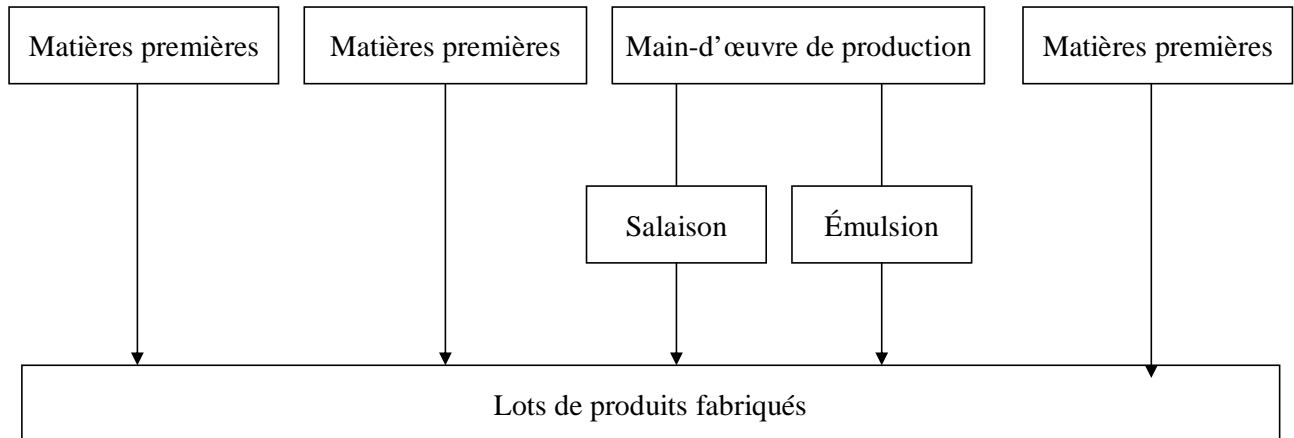 Matières premières
Matières premières
Main-d’œuvre de production
Matières premières
Salaison
Émulsion
Lots de produits fabriqués